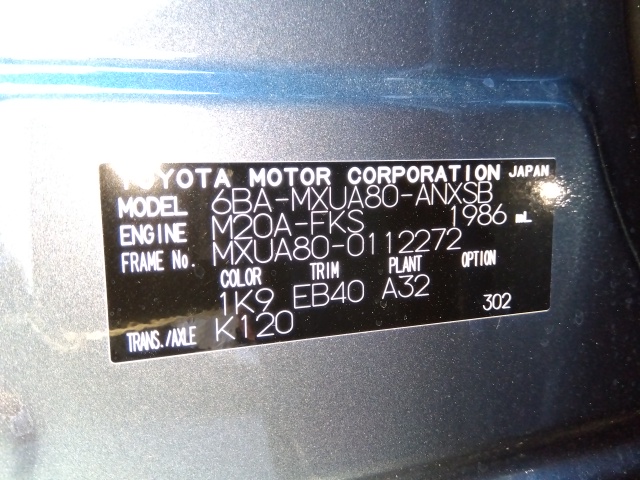 TOYOTA MOTOR CORPORATION JAPAN
MODEL 6BA-MXUA80-ANXSB
ENGINE M20A-FKS 1986 mL
FRAME No. MXUA80-0112272
COLOR TRIM PLANT OPTION
1K9 EB40 A32
302
TRANS./AXLE K120